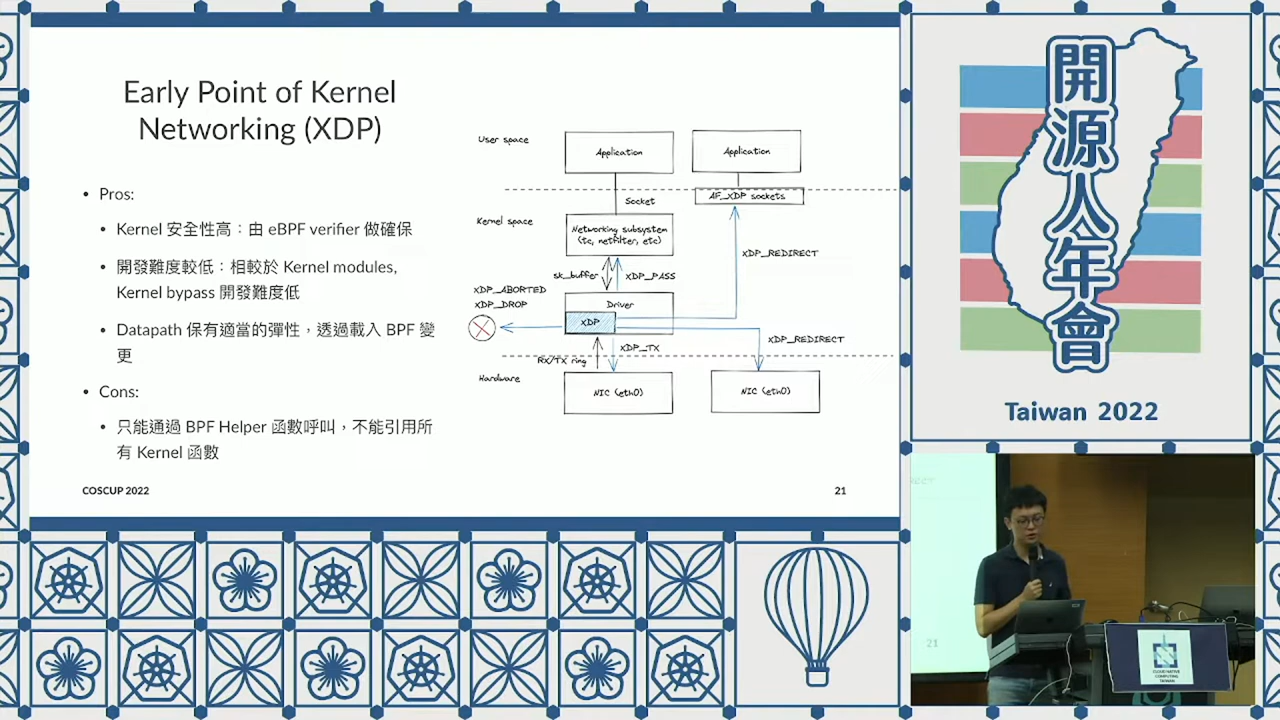 Early Point of Kernel
Networking (XDP)
• Pros:
• Kernel 安全性高：由 eBPF verifier 做確保
• 開發難度較低：相較於 Kernel modules,
Kernel bypass 開發難度低
• Datapath 保有適當的彈性，透過載入 BPF 變
更
• Cons:
• 只能通過 BPF Helper 函數呼叫，不能引用所
有 Kernel 函數
COSCUP 2022
21
User space
Application
Application
AF_XDP sockets
Socket
Kernel space
Networking subsystem
(tc, netfilter, etc)
XDP_REDIRECT
sk_buffer
XDP_PASS
XDP_ABORTED
XDP_DROP
Driver
XDP
XDP_REDIRECT
XDP_TX
Rx/TX ring
Hardware
NIC (eth0)
NIC (eth0)
開源人年會
Taiwan 2022
21
CLOUD NATIVE
COMPUTING
TAIWAN